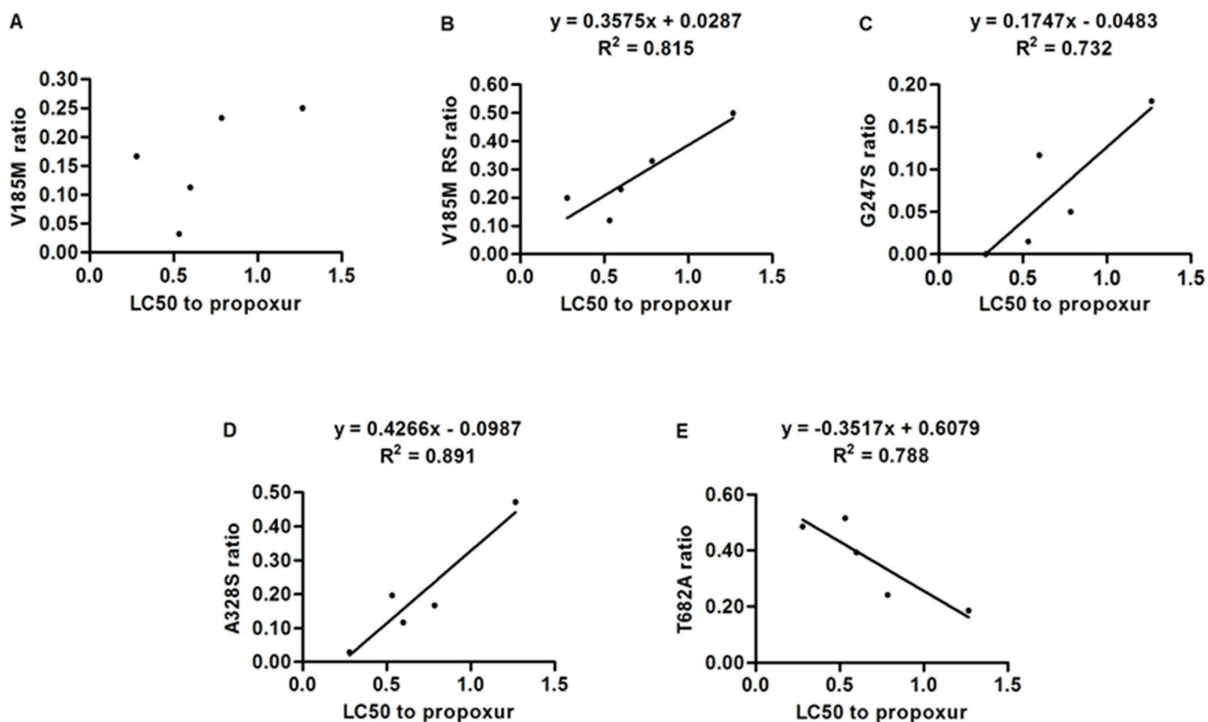 A
V185M ratio
0.30
0.25
0.20
0.15
0.10
0.05
0.00
0.0 0.5 1.0 1.5
LC50 to propoxur
B
y = 0.3575x + 0.0287
R² = 0.815
V185M RS ratio
0.60
0.50
0.40
0.30
0.20
0.10
0.00
0.0 0.5 1.0 1.5
LC50 to propoxur
C
y = 0.1747x - 0.0483
R² = 0.732
G247S ratio
0.20
0.15
0.10
0.05
0.00
0.0 0.5 1.0 1.5
LC50 to propoxur
D
y = 0.4266x - 0.0987
R² = 0.891
A328S ratio
0.50
0.40
0.30
0.20
0.10
0.00
0.0 0.5 1.0 1.5
LC50 to propoxur
E
y = -0.3517x + 0.6079
R² = 0.788
T682A ratio
0.60
0.40
0.20
0.00
0.0 0.5 1.0 1.5
LC50 to propoxur